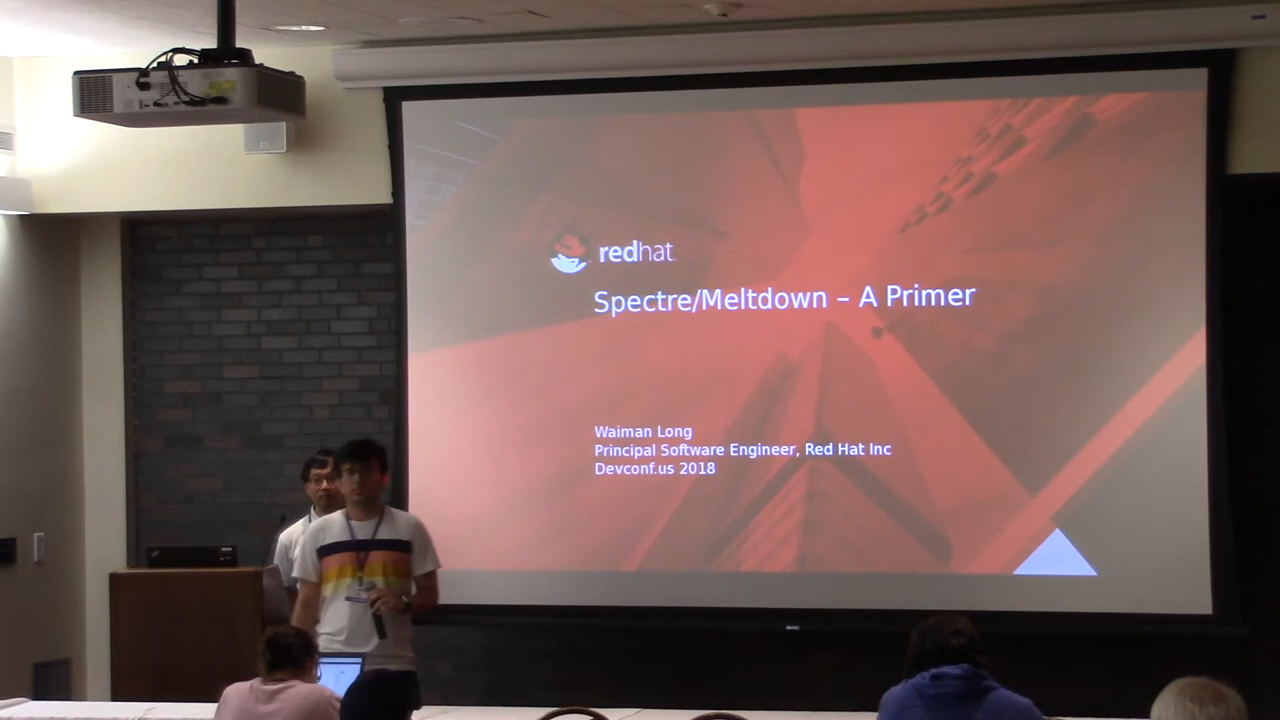 redhat
Spectre/Meltdown – A Primer
Waiman Long
Principal Software Engineer, Red Hat Inc
Devconf.us 2018